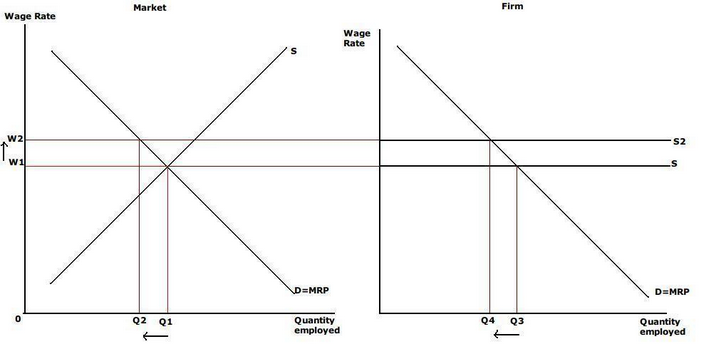 Market
Wage Rate
S
W2
W1
D=MRP
0
Q2
Q1
Quantity
employed
Firm
Wage
Rate
S2
S
D=MRP
Q4
Q3
Quantity
employed